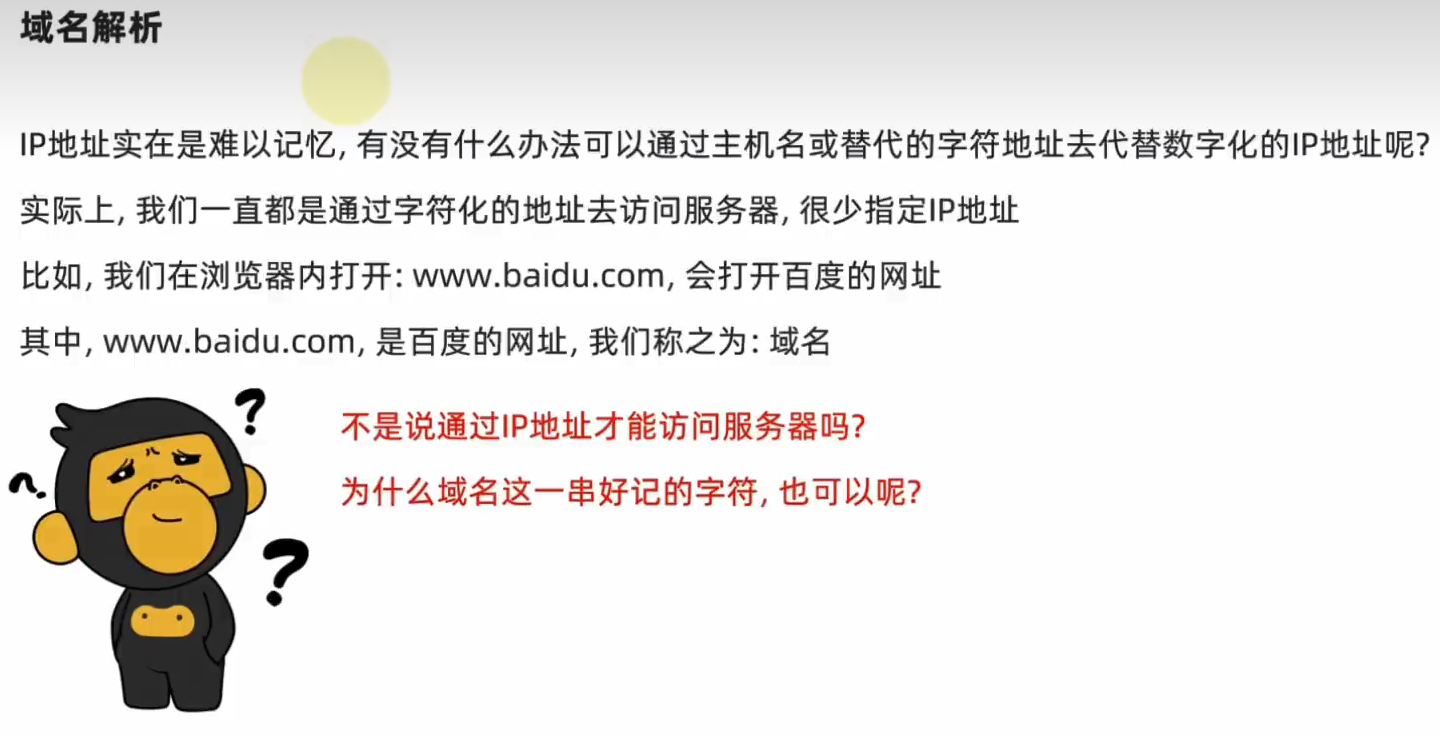 域名解析
IP地址实在是难以记忆, 有没有什么办法可以通过主机名或替代的字符地址去代替数字化的IP地址呢?
实际上, 我们一直都是通过字符化的地址去访问服务器, 很少指定IP地址
比如, 我们在浏览器内打开: www.baidu.com, 会打开百度的网址
其中, www.baidu.com, 是百度的网址, 我们称之为: 域名
不是说通过IP地址才能访问服务器吗?
为什么域名这一串好记的字符, 也可以呢?